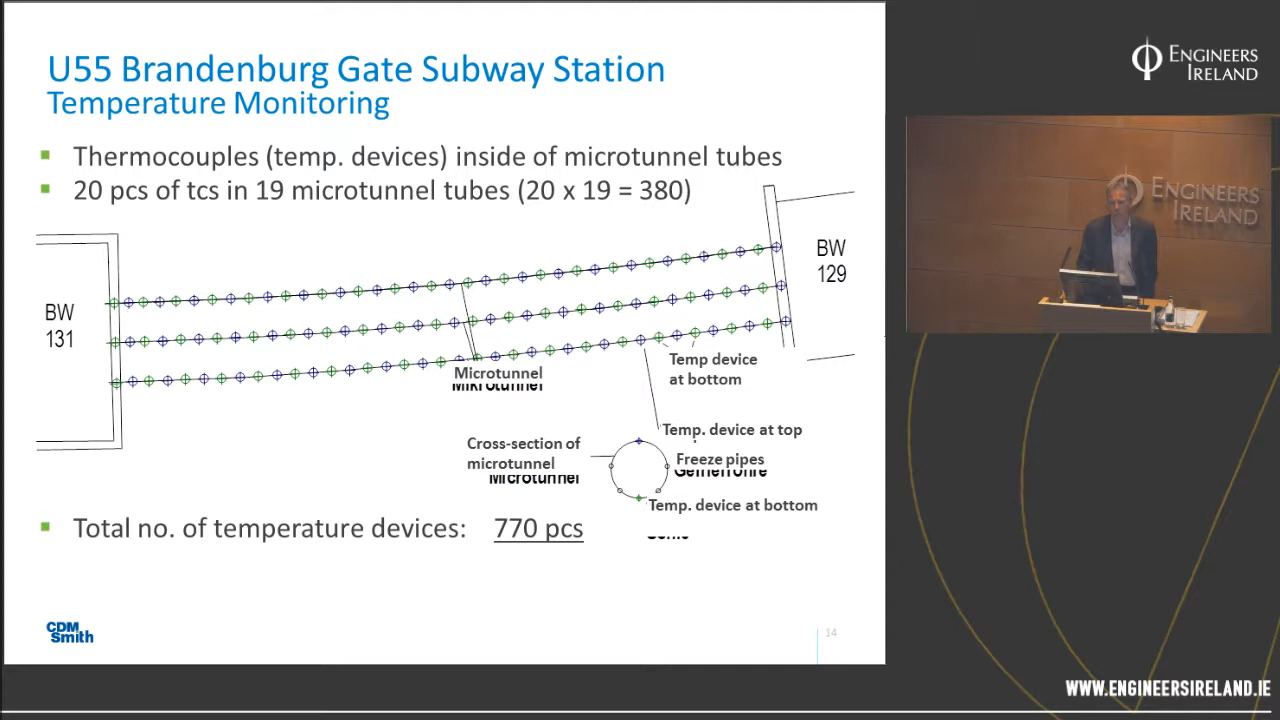 U55 Brandenburg Gate Subway Station
Temperature Monitoring
Thermocouples (temp. devices) inside of microtunnel tubes
20 pcs of tcs in 19 microtunnel tubes (20 x 19 = 380)
BW
131
BW
129
Microtunnel
Temp device
at bottom
Temp. device at top
Cross-section of
microtunnel
Microtunnel
Freeze pipes
Temp. device at bottom
Total no. of temperature devices: 770 pcs
CDM
Smith
14
ENGINEERS
IRELAND
ENGINEERS
IRELAND
WWW.ENGINEERSIRELAND.IE